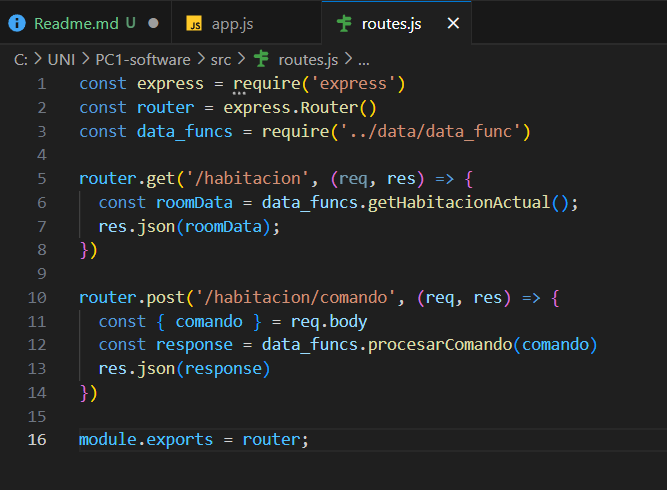 Readme.md U
JS app.js
routes.js
C: > UNI > PC1-software > src > routes.js > ...
1 const express = require('express')
2 const router = express.Router()
3 const data_funcs = require('../data/data_func')
4
5 router.get('/habitacion', (req, res) => {
6   const roomData = data_funcs.getHabitacionActual();
7   res.json(roomData);
8 })
9
10 router.post('/habitacion/comando', (req, res) => {
11   const { comando } = req.body
12   const response = data_funcs.procesarComando(comando)
13   res.json(response)
14 })
15
16 module.exports = router;